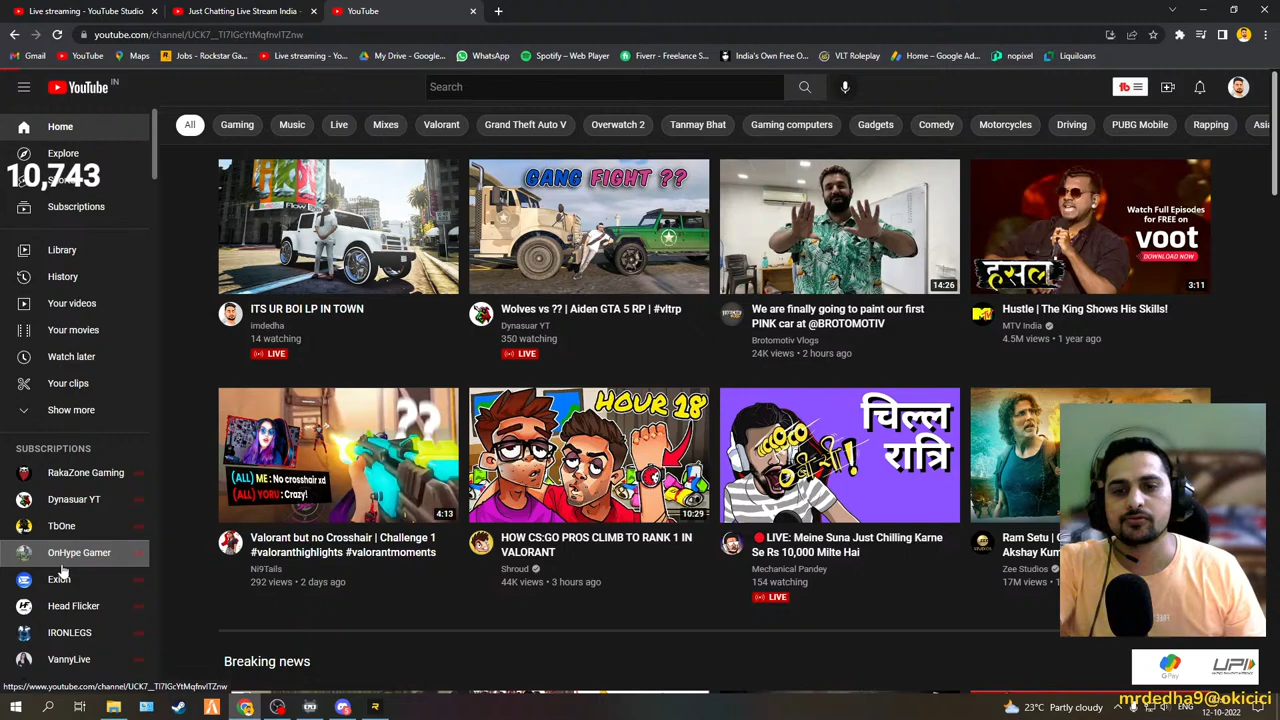 Live streaming - YouTube Studio
Just Chatting Live Stream India -
YouTube
youtube.com/channel/UCK7__TI7IGcYtMqfnvlTZnw
Gmail
YouTube
Maps
Jobs - Rockstar Ga...
Live streaming - Yo...
My Drive - Google...
WhatsApp
Spotify – Web Player
Fiverr - Freelance S...
India's Own Free O...
VLT Roleplay
Home – Google Ad...
nopixel
Liquiloans
YouTube IN
Search
Home
Explore
10,743
Subscriptions
Library
History
Your videos
Your movies
Watch later
Your clips
Show more
SUBSCRIPTIONS
RakaZone Gaming
Dynasuar YT
TbOne
OnHype Gamer
Exion
Head Flicker
IRONLEGS
VannyLive
All
Gaming
Music
Live
Mixes
Valorant
Grand Theft Auto V
Overwatch 2
Tanmay Bhat
Gaming computers
Gadgets
Comedy
Motorcycles
Driving
PUBG Mobile
Rapping
Asi
ITS UR BOI LP IN TOWN
imdedha
14 watching
LIVE
GANG FIGHT ??
Wolves vs ?? | Aiden GTA 5 RP | #vltrp
Dynasuar YT
350 watching
LIVE
14:26
We are finally going to paint our first
PINK car at @BROTOMOTIV
Brotomotiv Vlogs
24K views • 2 hours ago
Watch Full Episodes
for FREE on
voot
DOWNLOAD NOW
हसल
3:11
Hustle | The King Shows His Skills!
MTV India
4.5M views • 1 year ago
??
(ALL) ME : No crosshair xd
(ALL) YORU : Crazy!
4:13
Valorant but no Crosshair | Challenge 1
#valoranthighlights #valorantmoments
Ni9Tails
292 views • 2 days ago
HOUR 28
10:29
HOW CS:GO PROS CLIMB TO RANK 1 IN
VALORANT
Shroud
44K views • 3 hours ago
चिल्ल
रात्रि
LIVE: Meine Suna Just Chilling Karne
Se Rs 10,000 Milte Hai
Mechanical Pandey
154 watching
LIVE
Ram Setu | O
Akshay Kum
Zee Studios
17M views
Breaking news
G Pay
UPI
https://www.youtube.com/channel/UCK7__TI7IGcYtMqfnvlTZnw
mrdedha9@okicici
23°C Partly cloudy
ENG
12-10-2022